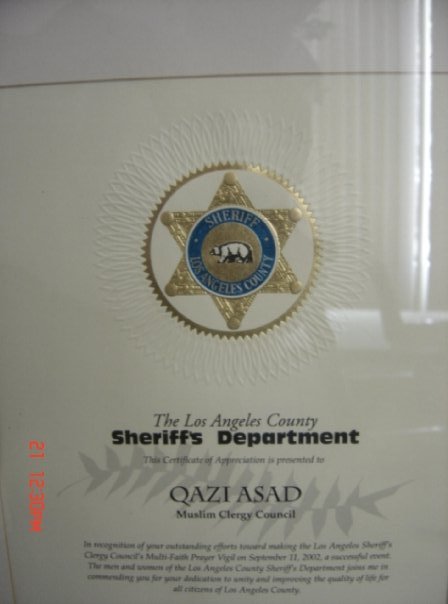 SHERIFF
LOS ANGELES COUNTY
The Los Angeles County
Sheriff's Department
This Certificate of Appreciation is presented to
QAZI ASAD
Muslim Clergy Council
In recognition of your outstanding efforts toward making the Los Angeles Sheriff's
Clergy Council's Multi-Faith Prayer Vigil on September 11, 2002, a successful event.
The men and women of the Los Angeles County Sheriff's Department joins me in
commending you for your dedication to unity and improving the quality of life for
all citizens of Los Angeles County.
21 12:30PM